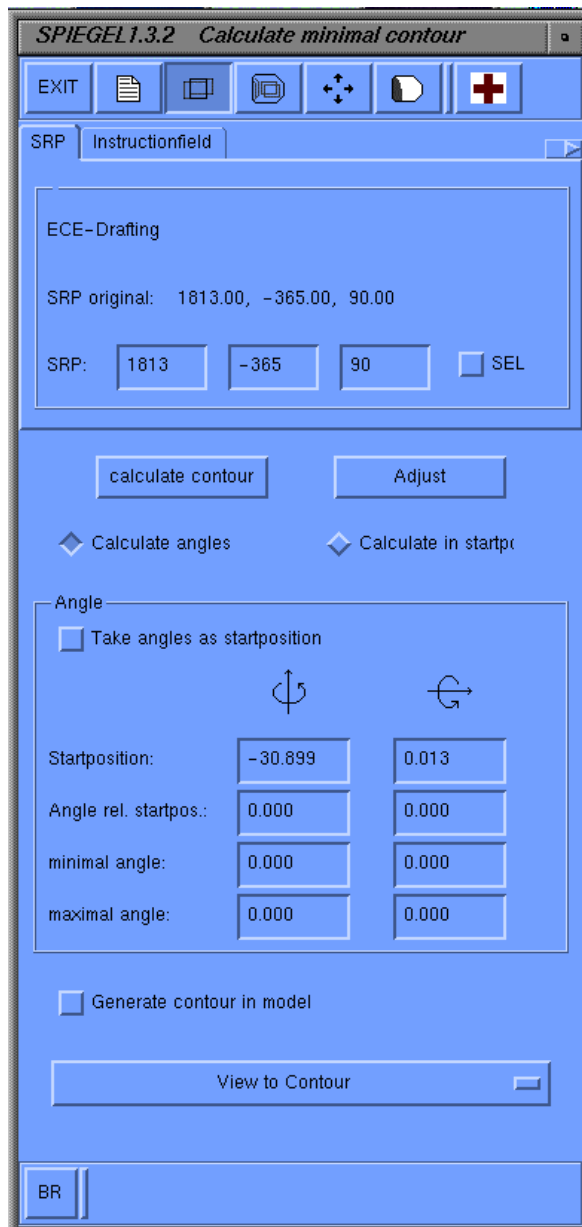 SPIEGEL1.3.2 Calculate minimal contour
EXIT
SRP Instructionfield
ECE-Drafting
SRP original: 1813.00, -365.00, 90.00
SRP: 1813 -365 90 SEL
calculate contour Adjust
Calculate angles Calculate in startpo
Angle
Take angles as startposition
Startposition: -30.899 0.013
Angle rel. startpos.: 0.000 0.000
minimal angle: 0.000 0.000
maximal angle: 0.000 0.000
Generate contour in model
View to Contour
BR